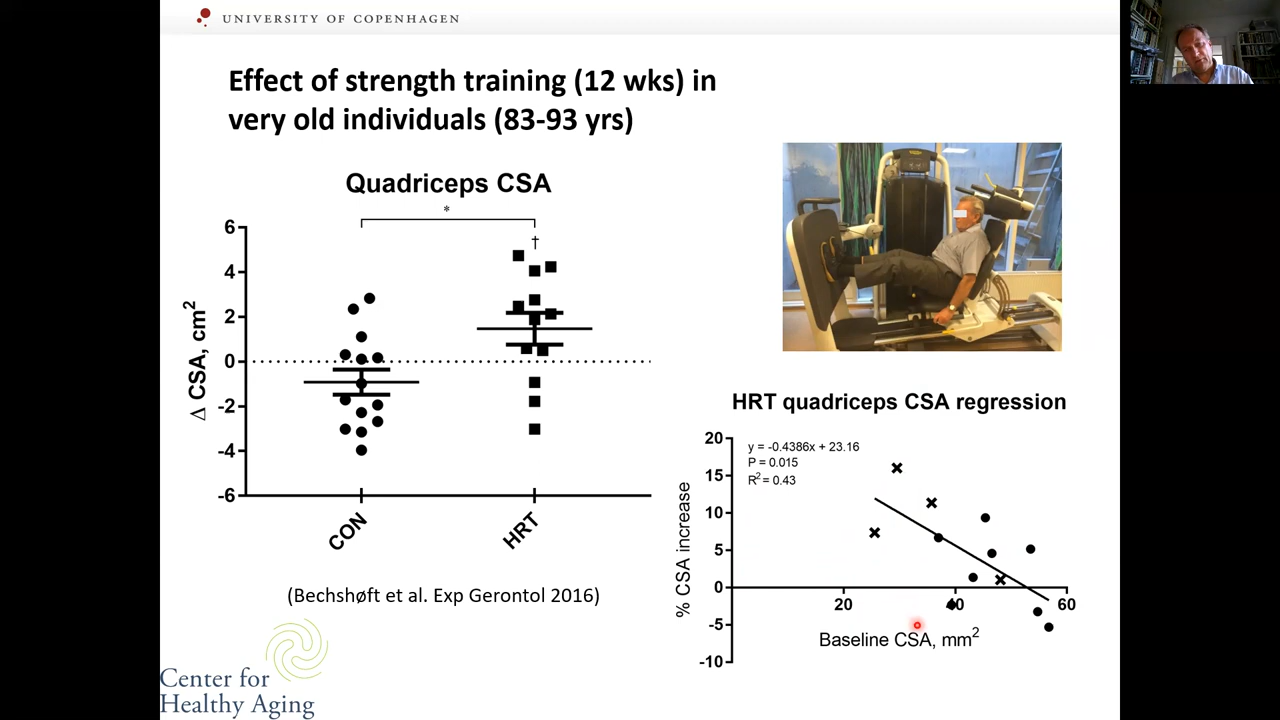 UNIVERSITY OF COPENHAGEN
Effect of strength training (12 wks) in
very old individuals (83-93 yrs)
Quadriceps CSA
*
†
6
4
2
0
-2
-4
-6
Δ CSA, cm2
CON
HRT
(Bechshøft et al. Exp Gerontol 2016)
HRT quadriceps CSA regression
y = -0.4386x + 23.16
P = 0.015
R2 = 0.43
20
15
10
5
0
-5
-10
% CSA increase
20
40
60
Baseline CSA, mm2
Center for
Healthy Aging